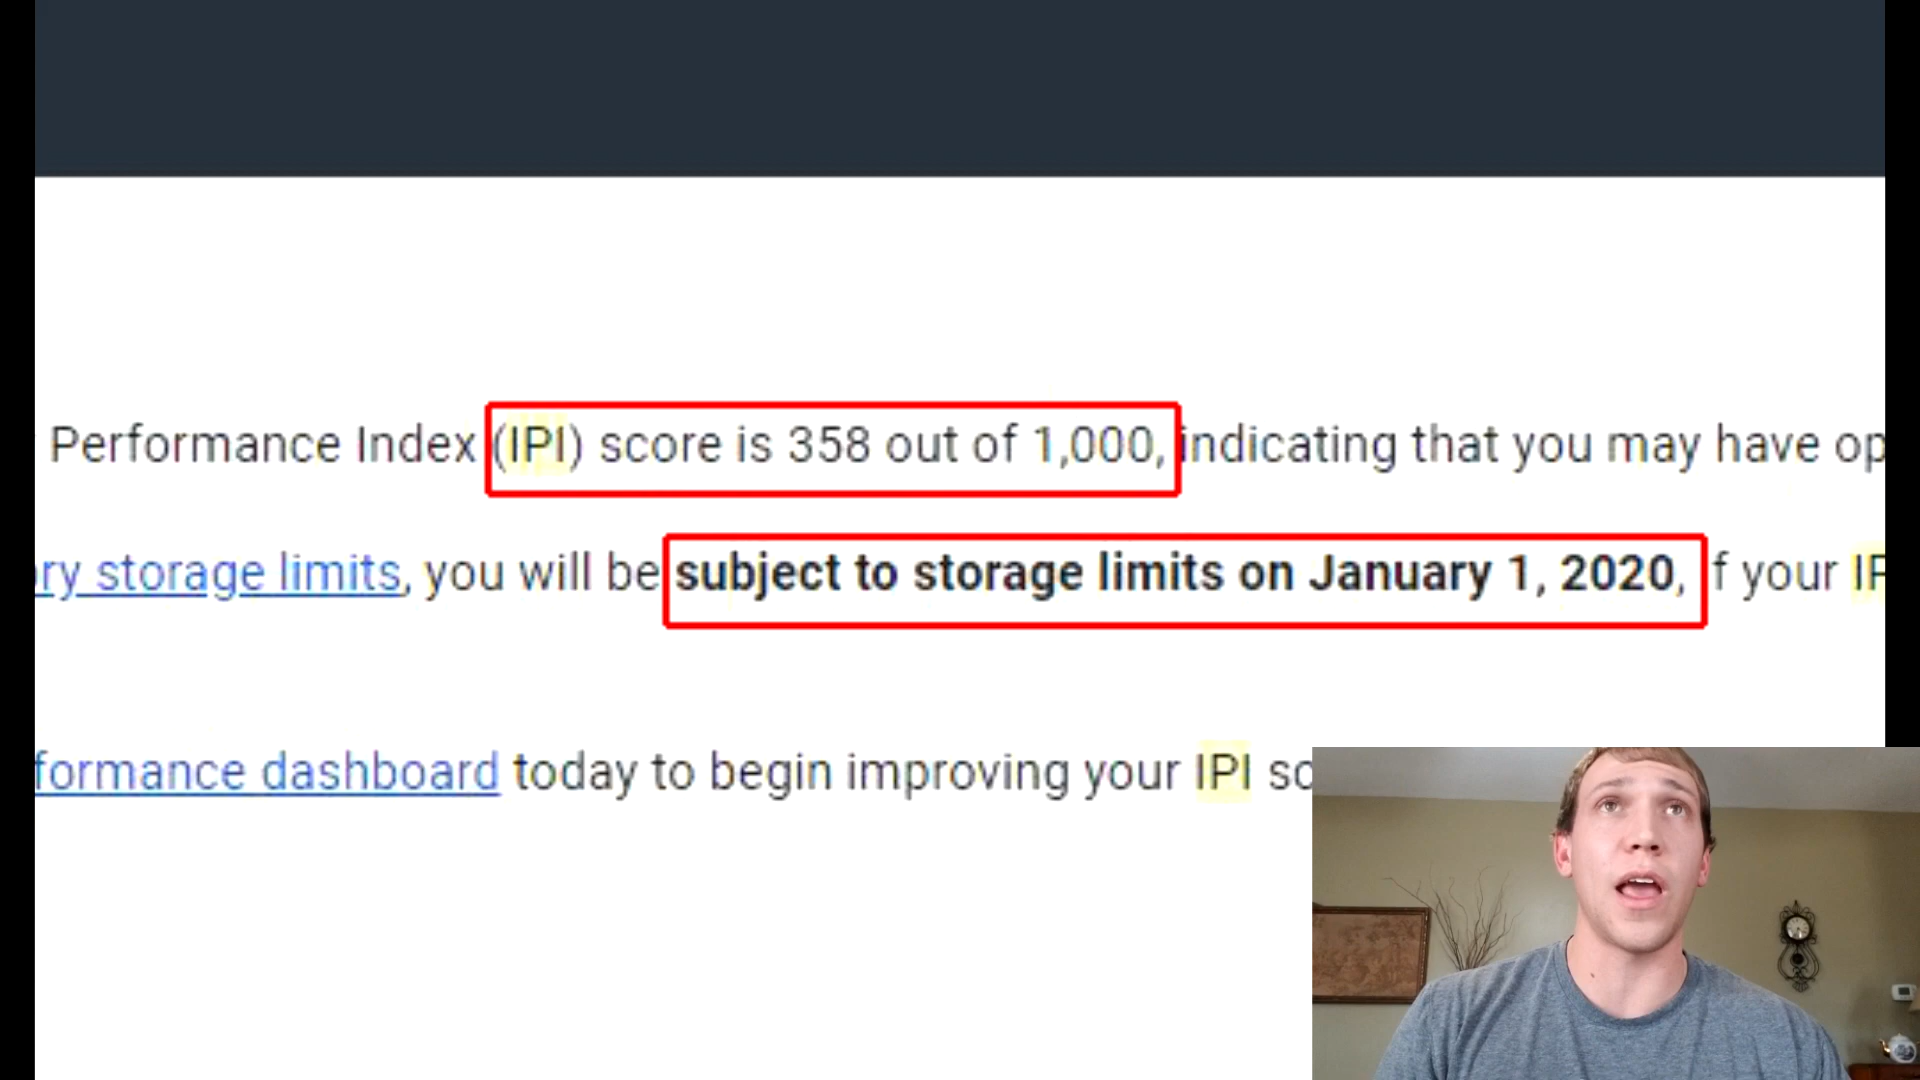 Performance Index (IPI) score is 358 out of 1,000, indicating that you may have op
ry storage limits, you will be subject to storage limits on January 1, 2020, if your IP
formance dashboard today to begin improving your IPI sc